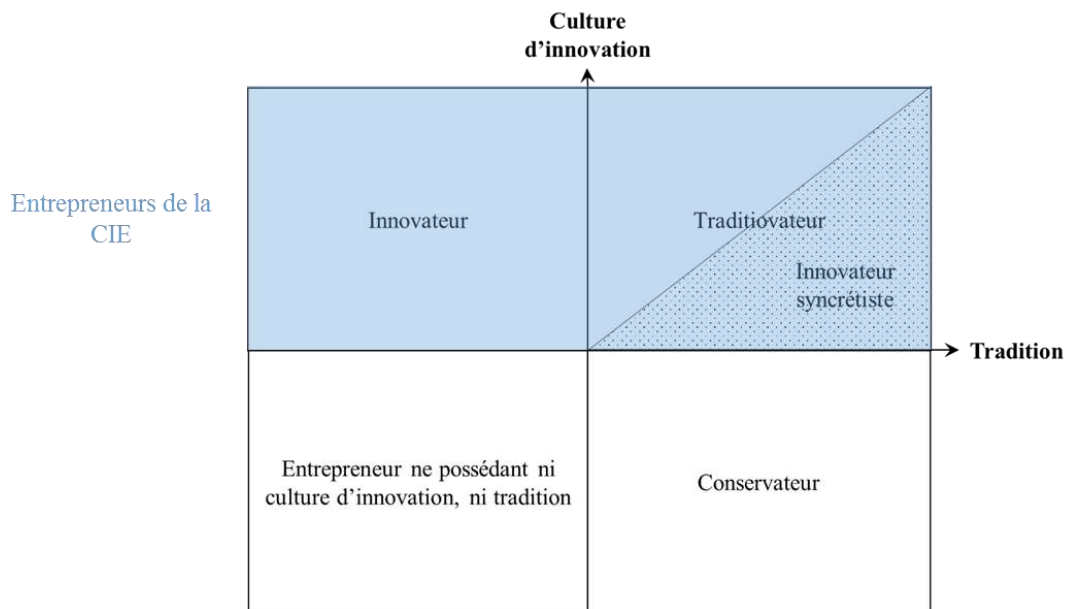 Culture
d’innovation
Entrepreneurs de la
CIE
Innovateur
Traditiovateur
Innovateur
syncrétiste
Tradition
Entrepreneur ne possédant ni
culture d’innovation, ni tradition
Conservateur